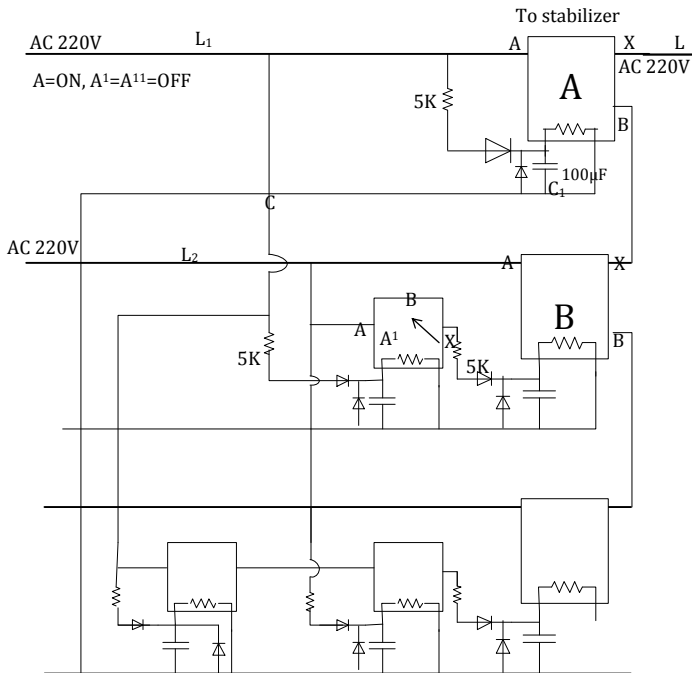 To stabilizer
AC 220V L₁ A X L
A=ON, A¹=A¹¹=OFF
AC 220V
5K
A
B
100μF
C₁
C
AC 220V L₂ A X
B
A
B
A¹
X
B
5K
5K